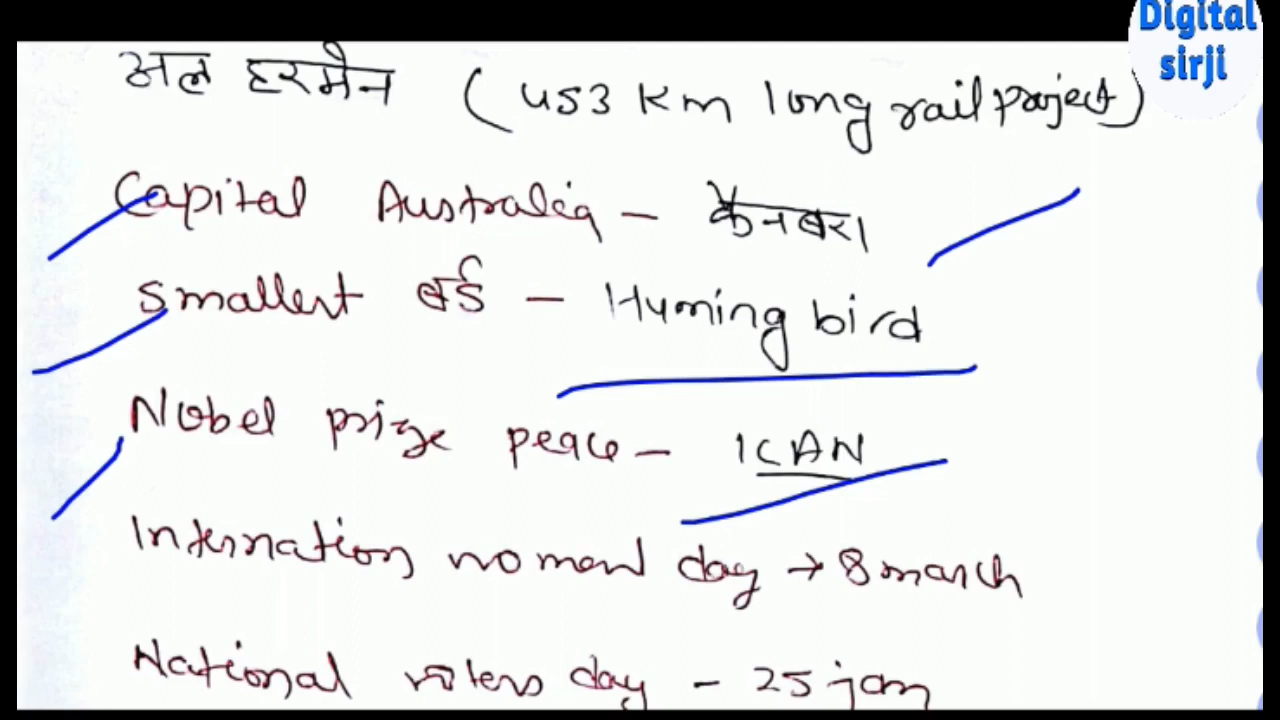 Digital
sirji
अल हरमैन (453 Km long rail project)
Capital Australia – कैनबरा
Smallest बर्ड – Huming bird
Nobel prize peace – ICAN
Internation women day → 8 march
National voters day – 25 jan